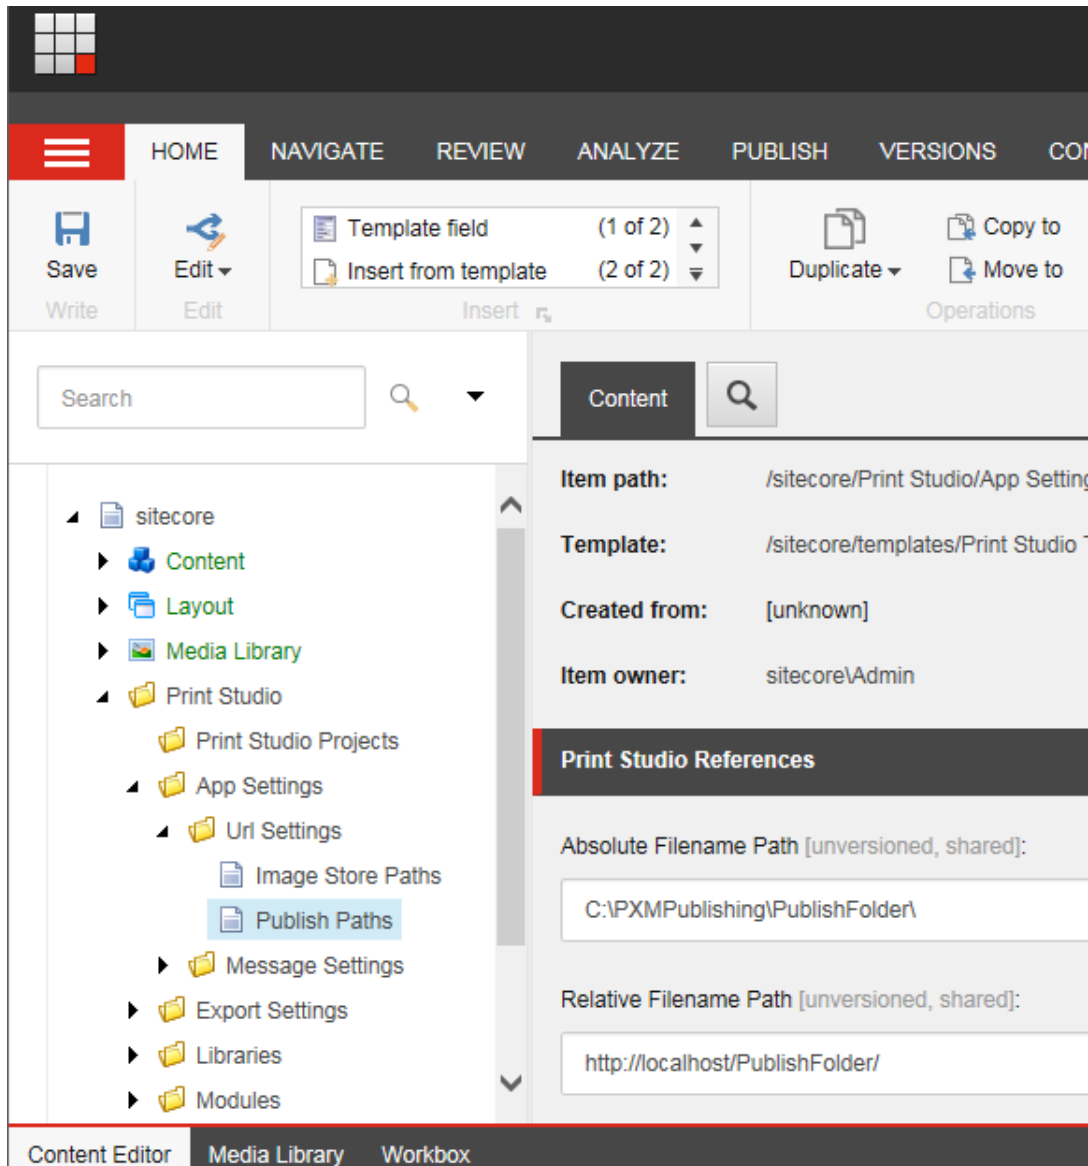 HOME NAVIGATE REVIEW ANALYZE PUBLISH VERSIONS
Template field (1 of 2) Copy to
Save Edit Insert from template (2 of 2) Duplicate Move to
Write Edit Insert Operations
Search
Content
sitecore
Content
Layout
Media Library
Print Studio
Print Studio Projects
App Settings
Url Settings
Image Store Paths
Publish Paths
Message Settings
Export Settings
Libraries
Modules
Item path: /sitecore/Print Studio/App Setting
Template: /sitecore/templates/Print Studio
Created from: [unknown]
Item owner: sitecore\Admin
Print Studio References
Absolute Filename Path [unversioned, shared]:
C:\PXMPublishing\PublishFolder\
Relative Filename Path [unversioned, shared]:
http://localhost/PublishFolder/
Content Editor Media Library Workbox